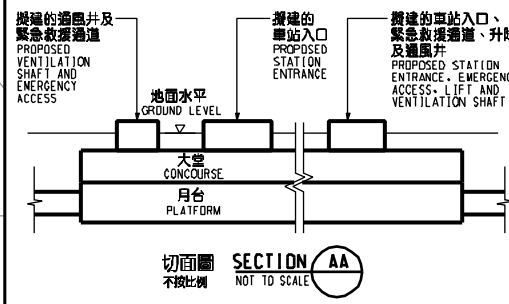 擬建的通風井及
緊急救援通道
PROPOSED
VENTILATION
SHAFT AND
EMERGENCY
ACCESS
擬建的
車站入口
PROPOSED
STATION
ENTRANCE
擬建的車站入口、
緊急救援通道、升降
及通風井
PROPOSED STATION
ENTRANCE, EMERGENC
ACCESS, LIFT AND
VENTILATION SHAFT
地面水平
GROUND LEVEL
大堂
CONCOURSE
月台
PLATFORM
切面圖 SECTION AA
不按比例 NOT TO SCALE